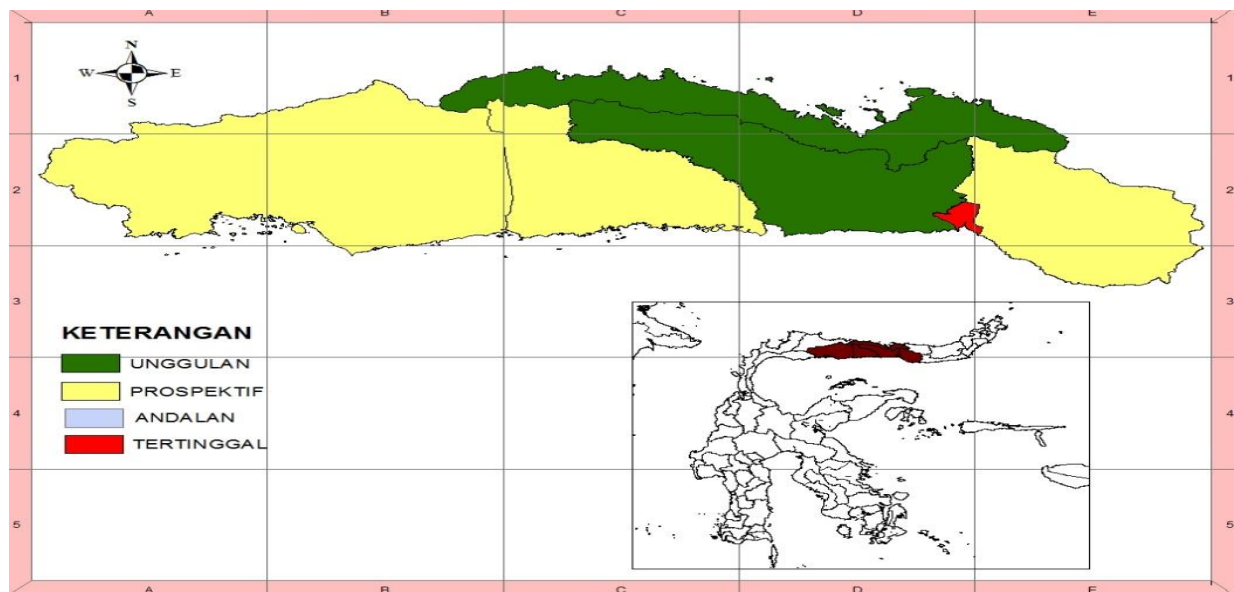 A B C D E
N
W E
S
1 1
2 2
3 3
KETERANGAN
UNGGULAN
PROSPEKTIF
4 4
ANDALAN
TERTINGGAL
5 5
A B C D E